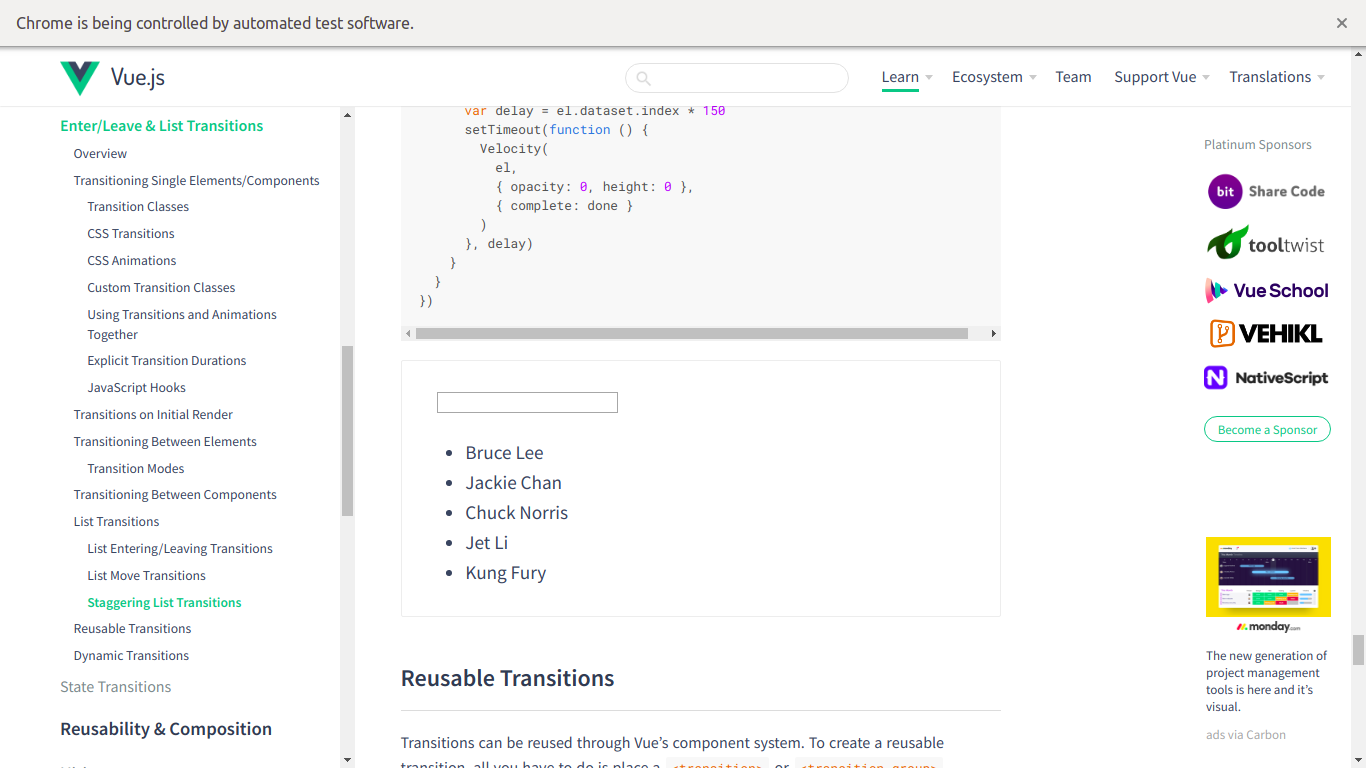 Chrome is being controlled by automated test software.
Vue.js
Learn
Ecosystem
Team
Support Vue
Translations
Enter/Leave & List Transitions
Overview
Transitioning Single Elements/Components
Transition Classes
CSS Transitions
CSS Animations
Custom Transition Classes
Using Transitions and Animations
Together
Explicit Transition Durations
JavaScript Hooks
Transitions on Initial Render
Transitioning Between Elements
Transition Modes
Transitioning Between Components
List Transitions
List Entering/Leaving Transitions
List Move Transitions
Staggering List Transitions
Reusable Transitions
Dynamic Transitions
State Transitions
Reusability & Composition
var delay = el.dataset.index * 150
setTimeout(function () {
Velocity(
el,
{ opacity: 0, height: 0 },
{ complete: done }
)
}, delay)
}
}
})
Bruce Lee
Jackie Chan
Chuck Norris
Jet Li
Kung Fury
Reusable Transitions
Transitions can be reused through Vue's component system. To create a reusable
transition, all you have to do is place a <transition> or <transition-group>
Platinum Sponsors
bit Share Code
tooltwist
Vue School
VEHIKL
NativeScript
Become a Sponsor
monday.com
The new generation of
project management
tools is here and it's
visual.
ads via Carbon